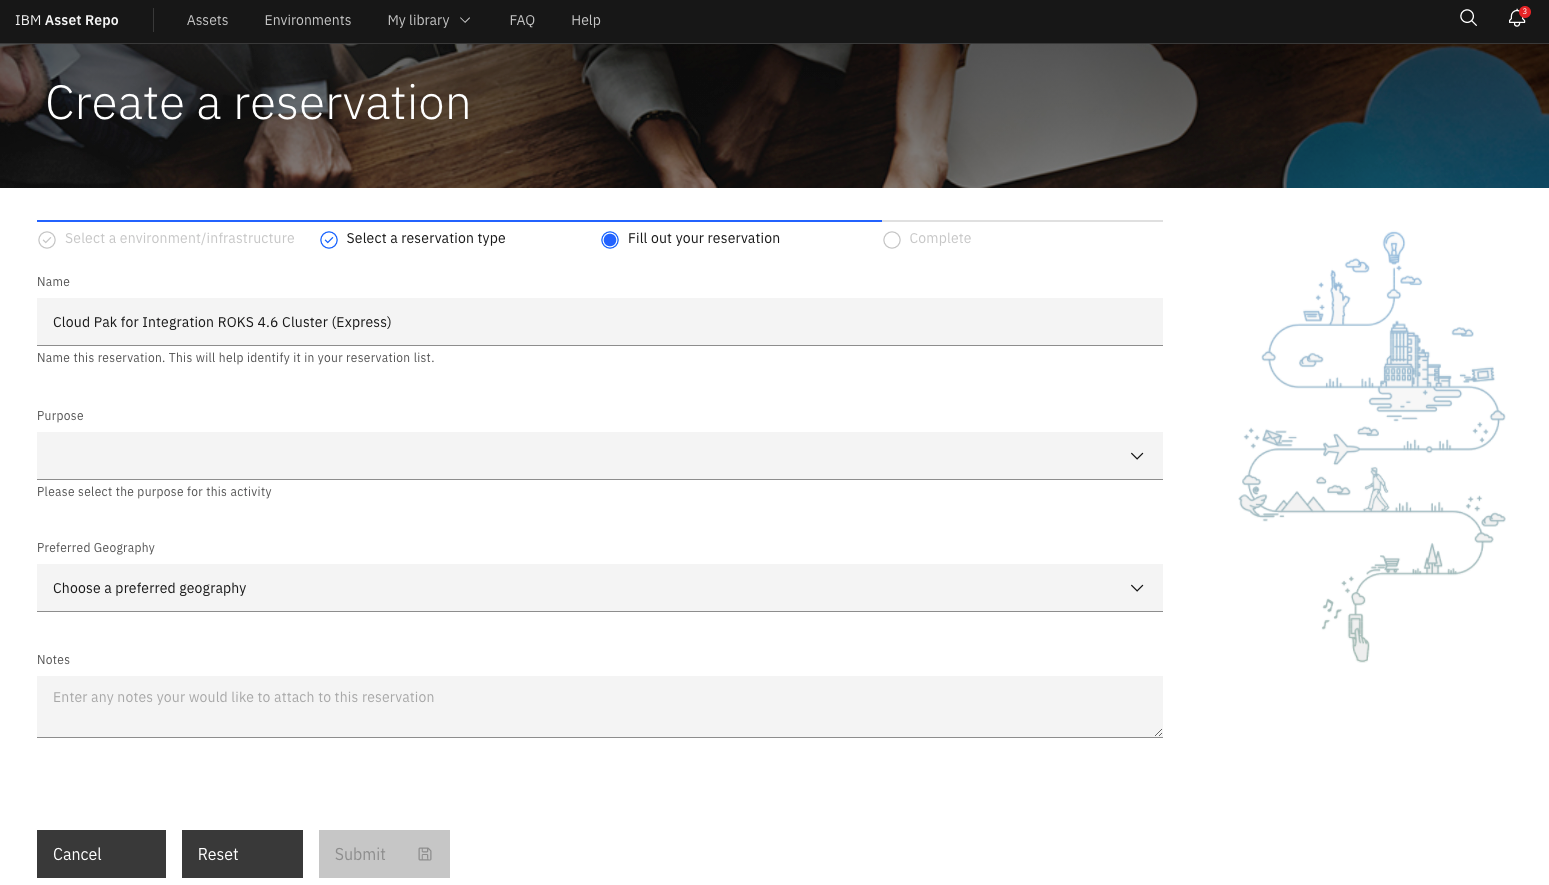 IBM Asset Repo
Assets
Environments
My library
FAQ
Help
3
Create a reservation
Select a environment/infrastructure
Select a reservation type
Fill out your reservation
Complete
Name
Cloud Pak for Integration ROKS 4.6 Cluster (Express)
Name this reservation. This will help identify it in your reservation list.
Purpose
Please select the purpose for this activity
Preferred Geography
Choose a preferred geography
Notes
Enter any notes your would like to attach to this reservation
Cancel
Reset
Submit